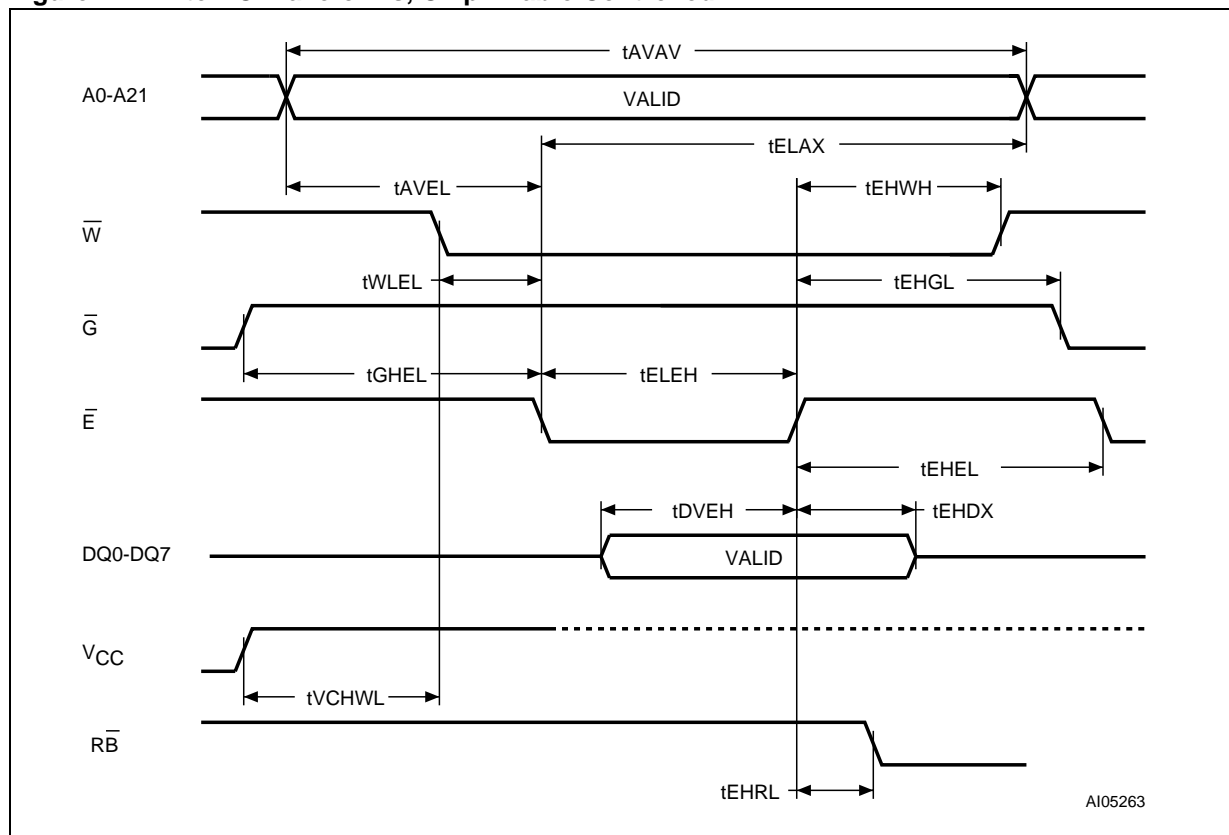 tAVAV
A0-A21
VALID
tELAX
tAVEL
tEHWH
W̅
tWLEL
tEHGL
G̅
tGHEL
tELEH
E̅
tEHEL
tDVEH
tEHDX
DQ0-DQ7
VALID
VCC
tVCHWL
RB̅
tEHRL
AI05263